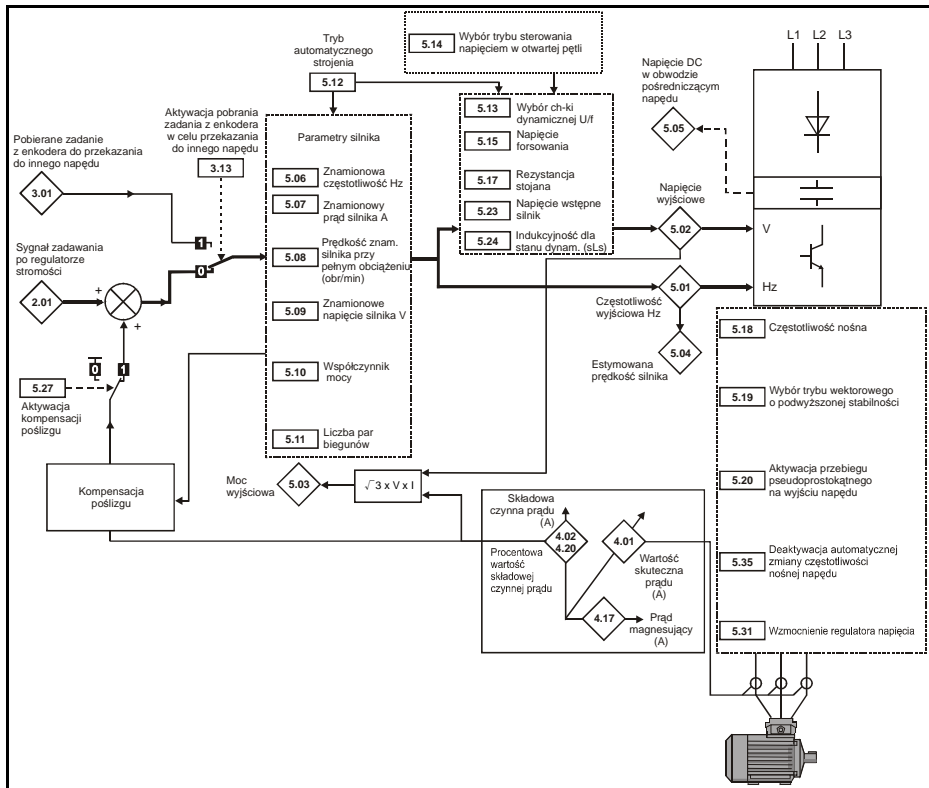 Tryb
automatycznego
strojenia
5.12
5.14
Wybór trybu sterowania
napięciem w otwartej pętli
L1 L2 L3
Napięcie DC
w obwodzie
pośredniczącym
napędu
5.05
Aktywacja pobrania
zadania z enkodera
w celu przekazania
do innego napędu
3.13
Pobierane zadanie
z enkodera do przekazania
do innego napędu
3.01
1
0
Sygnał zadawania
po regulatorze
stromości
2.01
+
+
Parametry silnika
5.06
Znamionowa
częstotliwość Hz
5.07
Znamionowy
prąd silnika A
5.08
Prędkość znam.
silnika przy
pełnym obciążeniu
(obr/min)
5.09
Znamionowe
napięcie silnika V
5.10
Współczynnik
mocy
5.11
Liczba par
biegunów
5.13
Wybór ch-ki
dynamicznej U/f
5.15
Napięcie
forsowania
5.17
Rezystancja
stojana
5.23
Napięcie wstępne
silnik
5.24
Indukcyjność dla
stanu dynam. (sLs)
Napięcie
wyjściowe
5.02
V
5.01
Hz
Częstotliwość
wyjściowa Hz
5.04
Estymowana
prędkość silnika
0
1
5.27
Aktywacja
kompensacji
poślizgu
Kompensacja
poślizgu
Moc
wyjściowa
5.03
√3 x V x I
Składowa
czynna prądu
(A)
4.02
4.20
Procentowa
wartość
składowej
czynnej prądu
4.01
Wartość
skuteczna
prądu
(A)
4.17
Prąd
magnesujący
(A)
5.18
Częstotliwość nośna
5.19
Wybór trybu wektorowego
o podwyższonej stabilności
5.20
Aktywacja przebiegu
pseudoprostokątnego
na wyjściu napędu
5.35
Deaktywacja automatycznej
zmiany częstotliwości
nośnej napędu
5.31
Wzmocnienie regulatora napięcia